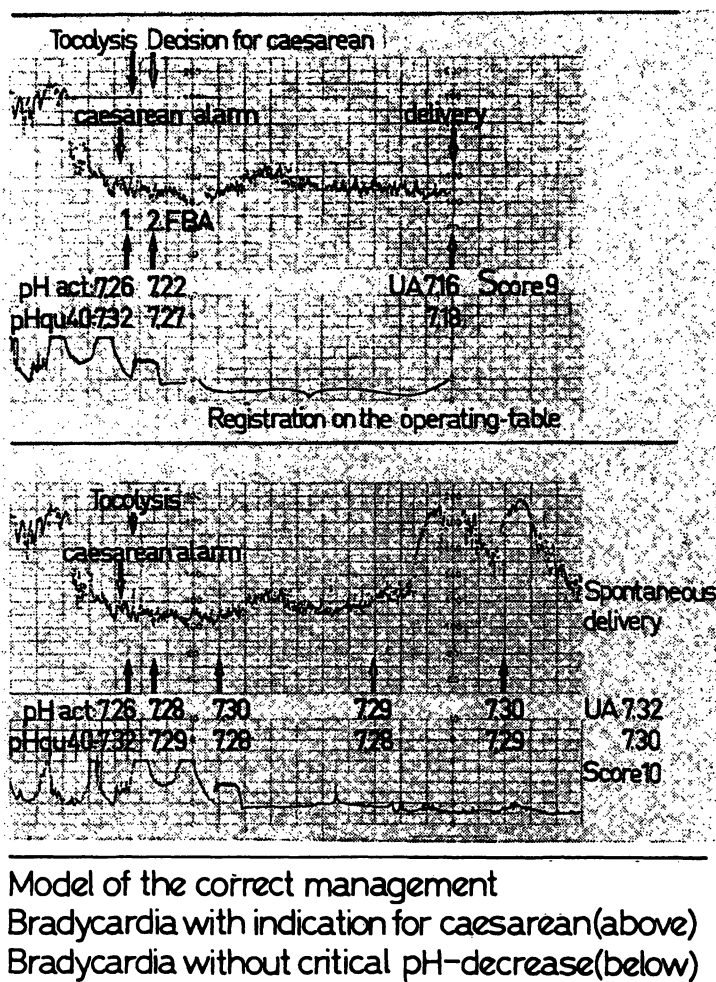 Tocolysis Decision for caesarean
caesarean alarm delivery
1 2.FBA
pH act:7.26 7.22 UA7.16 Score 9
pHqu40:7.32 7.27 7.18
Registration on the operating-table
Tocolysis
caesarean alarm
Spontaneous
delivery
pH act:7.26 7.28 7.30 7.29 7.30 UA 7.32
pHqu40:7.32 7.29 7.28 7.28 7.29 7.30
Score10
Model of the correct management
Bradycardia with indication for caesarean(above)
Bradycardia without critical pH-decrease(below)